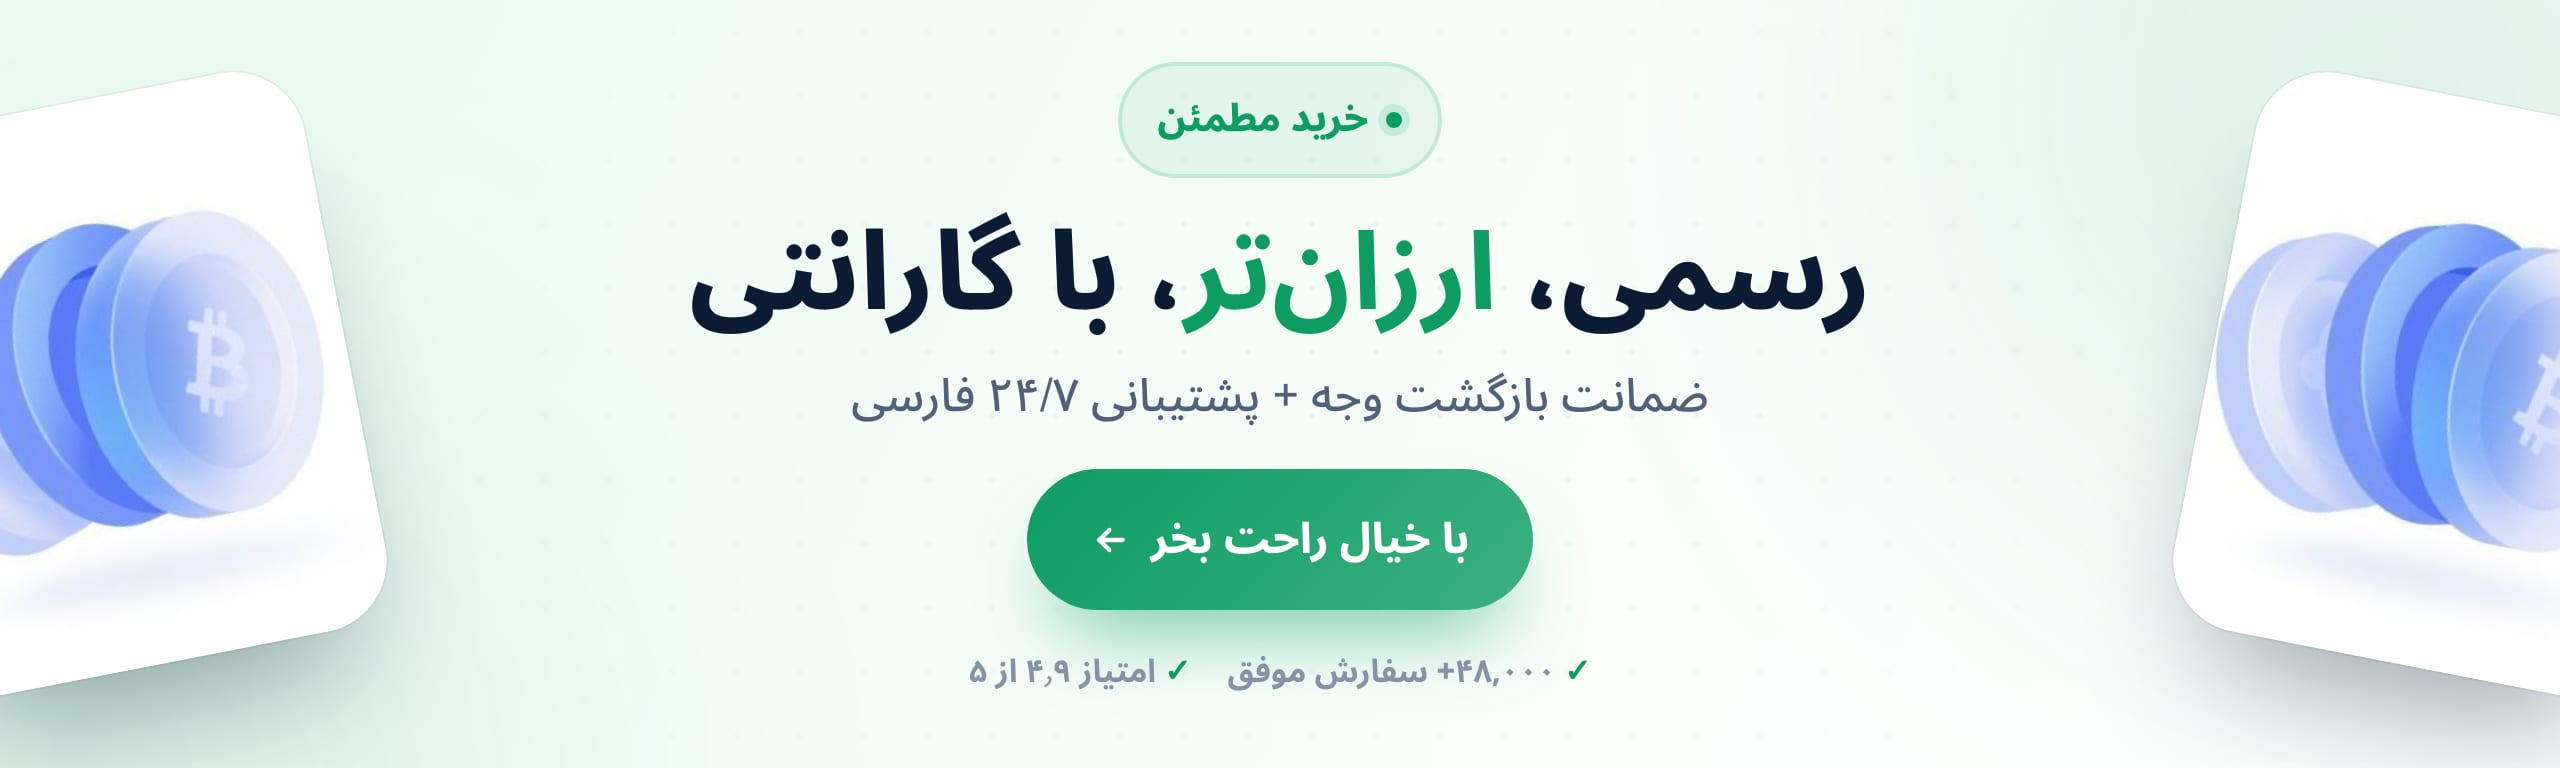 خرید مطمئن
رسمی، ارزان‌تر، با گارانتی
ضمانت بازگشت وجه + پشتیبانی ۲۴/۷ فارسی
با خیال راحت بخر ←
✓ ۴۸,۰۰۰+ سفارش موفق ✓ امتیاز ۴٫۹ از ۵